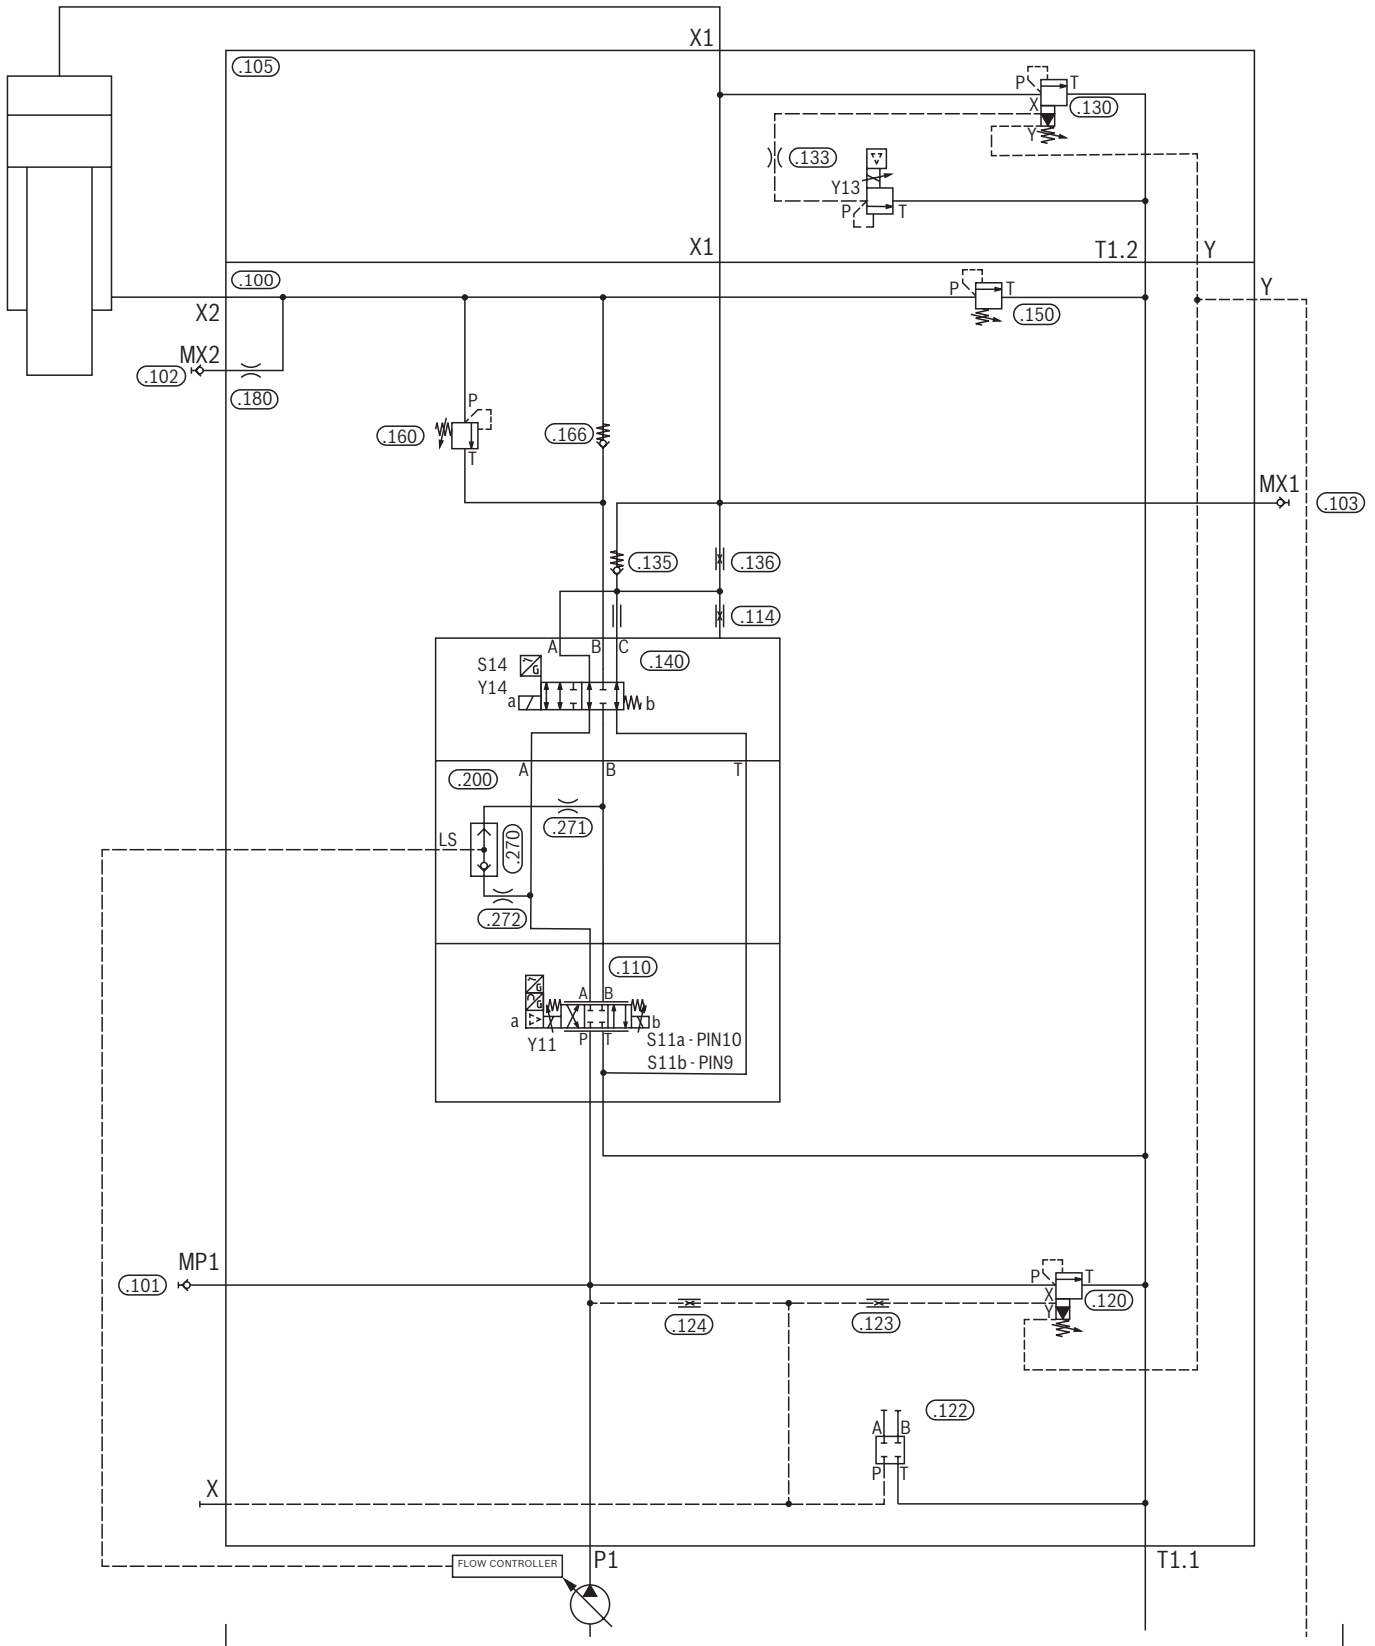 X1
.105
P T
X
.130
Y
.133
Y13
P T
X1
T1.2
Y
.100
P T
Y
X2
.150
MX2
.102
.180
P
.160
.166
T
MX1
.103
.135
.136
.114
A B C
.140
S14
Y14
a
b
A B T
.200
.271
LS
.270
.272
.110
A B
a
b
Y11
P T
S11a - PIN10
S11b - PIN9
MP1
.101
P T
X
.120
Y
.124
.123
.122
A B
P T
X
FLOW CONTROLLER
P1
T1.1